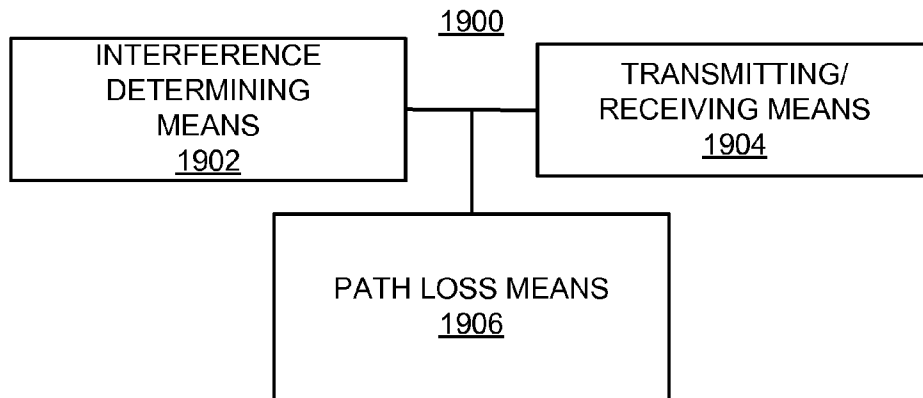 1900
INTERFERENCE
DETERMINING
MEANS
1902
TRANSMITTING/
RECEIVING MEANS
1904
PATH LOSS MEANS
1906